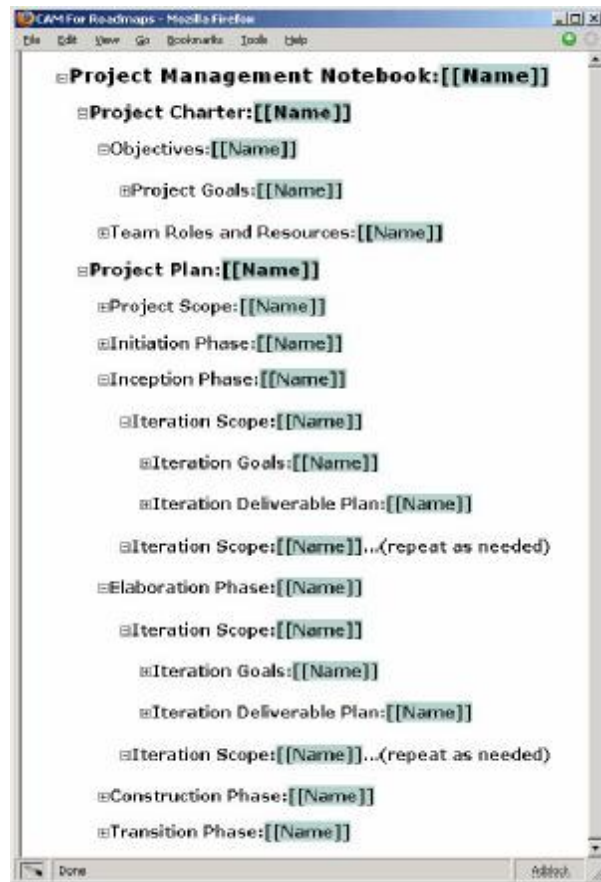 CAM For Roadmaps - Mozilla Firefox
File Edit View Go Bookmarks Tools Help
Project Management Notebook:[[Name]]
Project Charter:[[Name]]
Objectives:[[Name]]
Project Goals:[[Name]]
Team Roles and Resources:[[Name]]
Project Plan:[[Name]]
Project Scope:[[Name]]
Initiation Phase:[[Name]]
Inception Phase:[[Name]]
Iteration Scope:[[Name]]
Iteration Goals:[[Name]]
Iteration Deliverable Plan:[[Name]]
Iteration Scope:[[Name]]...(repeat as needed)
Elaboration Phase:[[Name]]
Iteration Scope:[[Name]]
Iteration Goals:[[Name]]
Iteration Deliverable Plan:[[Name]]
Iteration Scope:[[Name]]...(repeat as needed)
Construction Phase:[[Name]]
Transition Phase:[[Name]]
Done Adblock